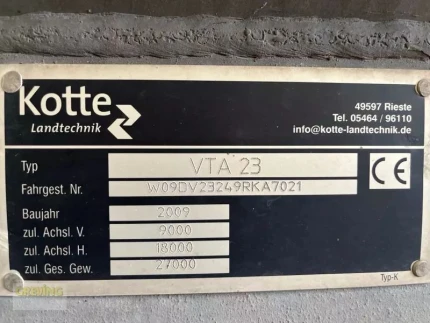 Kotte
Landtechnik
49597 Rieste
Tel. 05464 / 96110
info@kotte-landtechnik.de
Typ VTA 23
Fahrgest. Nr. W09DV23249RKA7021
CE
Baujahr 2009
zul. Achsl. V. 9000
zul. Achsl. H. 18000
zul. Ges. Gew. 27000
Typ-K
GREVING